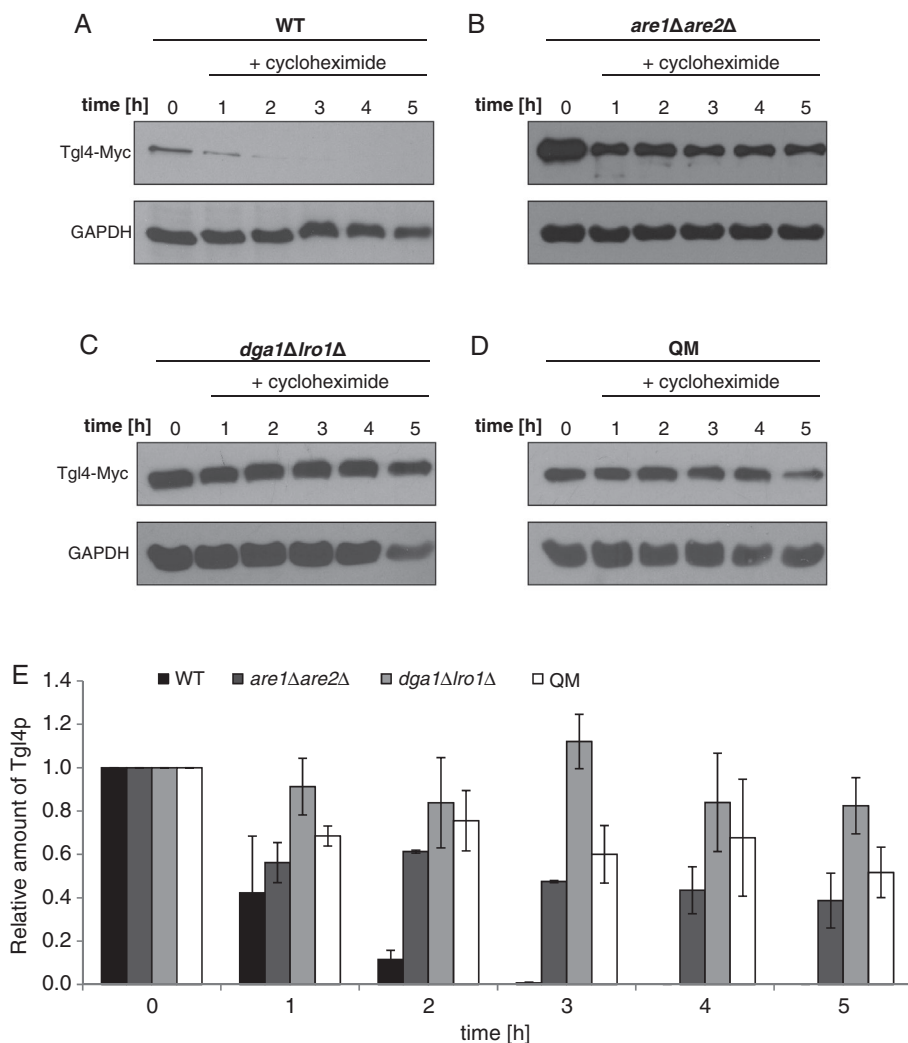 A
WT
+ cycloheximide
time [h] 0 1 2 3 4 5
Tgl4-Myc
GAPDH
B
are1Δare2Δ
+ cycloheximide
0 1 2 3 4 5
C
dga1Δlro1Δ
+ cycloheximide
time [h] 0 1 2 3 4 5
Tgl4-Myc
GAPDH
D
QM
+ cycloheximide
0 1 2 3 4 5
E
WT are1Δare2Δ dga1Δlro1Δ QM
Relative amount of Tgl4p
1.4
1.2
1.0
0.8
0.6
0.4
0.2
0.0
0 1 2 3 4 5
time [h]